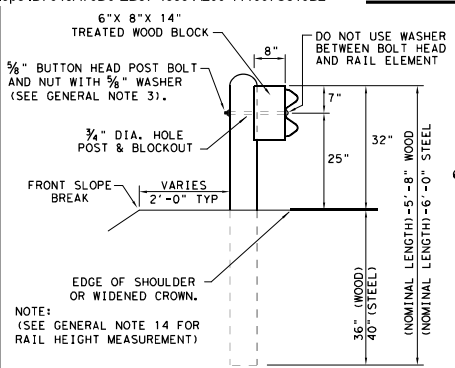 6"X 8"X 14"
TREATED WOOD BLOCK
8"
DO NOT USE WASHER
BETWEEN BOLT HEAD
AND RAIL ELEMENT
⅝" BUTTON HEAD POST BOLT
AND NUT WITH ⅝" WASHER
(SEE GENERAL NOTE 3).
7"
¾" DIA. HOLE
POST & BLOCKOUT
32"
25"
FRONT SLOPE
BREAK
VARIES
2'-0" TYP
EDGE OF SHOULDER
OR WIDENED CROWN.
NOTE:
(SEE GENERAL NOTE 14 FOR
RAIL HEIGHT MEASUREMENT)
36" (WOOD)
40" (STEEL)
(NOMINAL LENGTH)-5'-8" WOOD
(NOMINAL LENGTH)-6'-0" STEEL